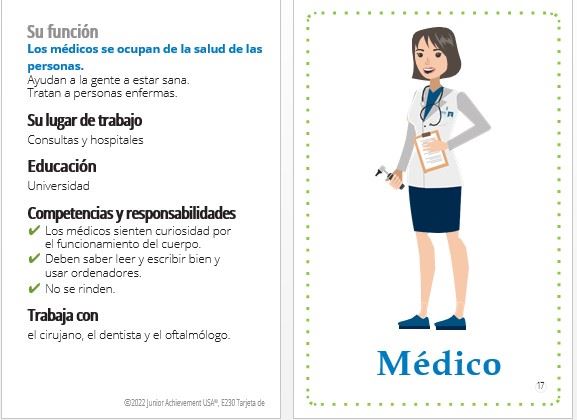 Su función
Los médicos se ocupan de la salud de las
personas.
Ayudan a la gente a estar sana.
Tratan a personas enfermas.
Su lugar de trabajo
Consultas y hospitales
Educación
Universidad
Competencias y responsabilidades
✔ Los médicos sienten curiosidad por
el funcionamiento del cuerpo.
✔ Deben saber leer y escribir bien y
usar ordenadores.
✔ No se rinden.
Trabaja con
el cirujano, el dentista y el oftalmólogo.
©2022 Junior Achievement USA®, E230 Tarjeta de
Médico
17